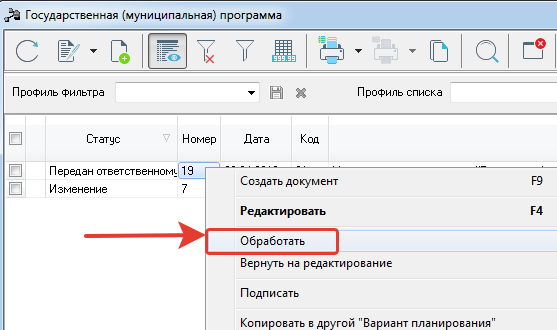 Государственная (муниципальная) программа
Профиль фильтра Профиль списка
Статус Номер Дата Код
Передан ответственному 19
Изменение 7
Создать документ F9
Редактировать F4
Обработать
Вернуть на редактирование
Подписать
Копировать в другой "Вариант планирования"